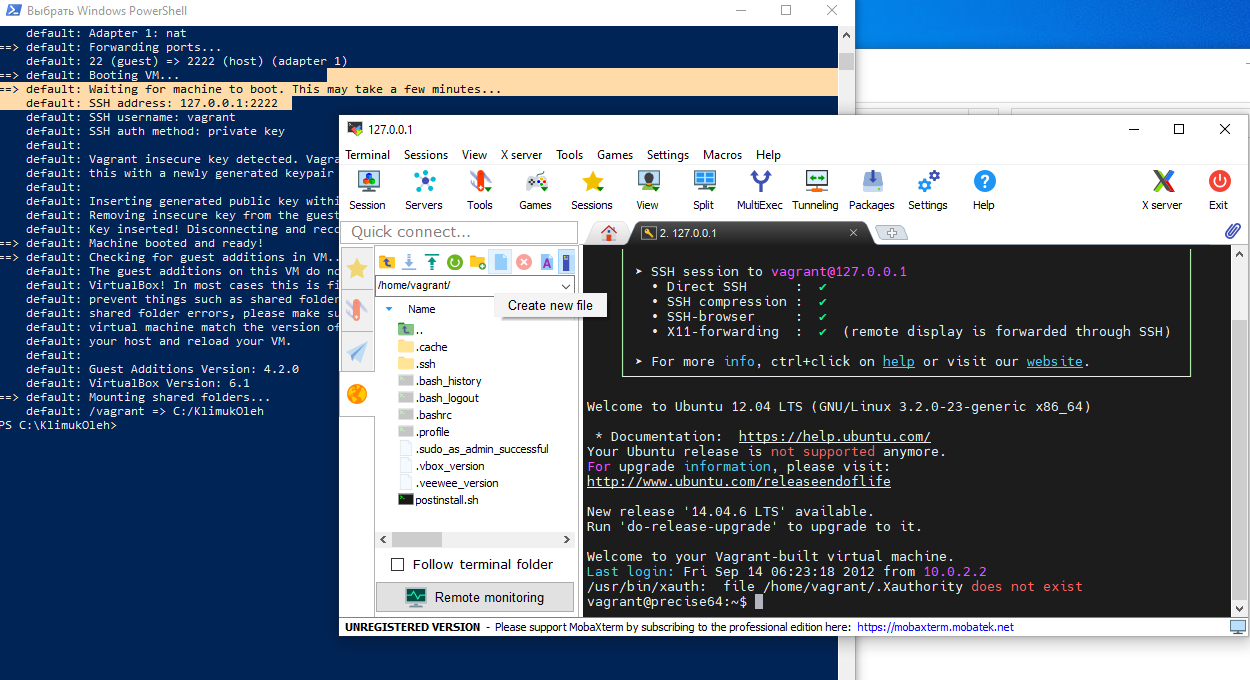 Выбрать Windows PowerShell
default: Adapter 1: nat
==> default: Forwarding ports...
default: 22 (guest) => 2222 (host) (adapter 1)
==> default: Booting VM...
==> default: Waiting for machine to boot. This may take a few minutes...
default: SSH address: 127.0.0.1:2222
default: SSH username: vagrant
default: SSH auth method: private key
default:
default: Vagrant insecure key detected. Vagra
default: this with a newly generated keypair
default:
default: Inserting generated public key withi
default: Removing insecure key from the guest
default: Key inserted! Disconnecting and reco
==> default: Machine booted and ready!
==> default: Checking for guest additions in VM..
default: The guest additions on this VM do no
default: VirtualBox! In most cases this is fi
default: prevent things such as shared folder
default: shared folder errors, please make su
default: virtual machine match the version of
default: your host and reload your VM.
default:
default: Guest Additions Version: 4.2.0
default: VirtualBox Version: 6.1
==> default: Mounting shared folders...
default: /vagrant => C:/KlimukOleh
PS C:\KlimukOleh>
127.0.0.1
Terminal Sessions View X server Tools Games Settings Macros Help
Session Servers Tools Games Sessions View Split MultiExec Tunneling Packages Settings Help X server Exit
Quick connect...
2. 127.0.0.1
/home/vagrant/
Create new file
Name
..
.cache
.ssh
.bash_history
.bash_logout
.bashrc
.profile
.sudo_as_admin_successful
.vbox_version
.veewee_version
postinstall.sh
Follow terminal folder
Remote monitoring
➤ SSH session to vagrant@127.0.0.1
• Direct SSH : ✔
• SSH compression : ✔
• SSH-browser : ✔
• X11-forwarding : ✔ (remote display is forwarded through SSH)
➤ For more info, ctrl+click on help or visit our website.
Welcome to Ubuntu 12.04 LTS (GNU/Linux 3.2.0-23-generic x86_64)
* Documentation: https://help.ubuntu.com/
Your Ubuntu release is not supported anymore.
For upgrade information, please visit:
http://www.ubuntu.com/releaseendoflife
New release '14.04.6 LTS' available.
Run 'do-release-upgrade' to upgrade to it.
Welcome to your Vagrant-built virtual machine.
Last login: Fri Sep 14 06:23:18 2012 from 10.0.2.2
/usr/bin/xauth: file /home/vagrant/.Xauthority does not exist
vagrant@precise64:~$
UNREGISTERED VERSION - Please support MobaXterm by subscribing to the professional edition here: https://mobaxterm.mobatek.net